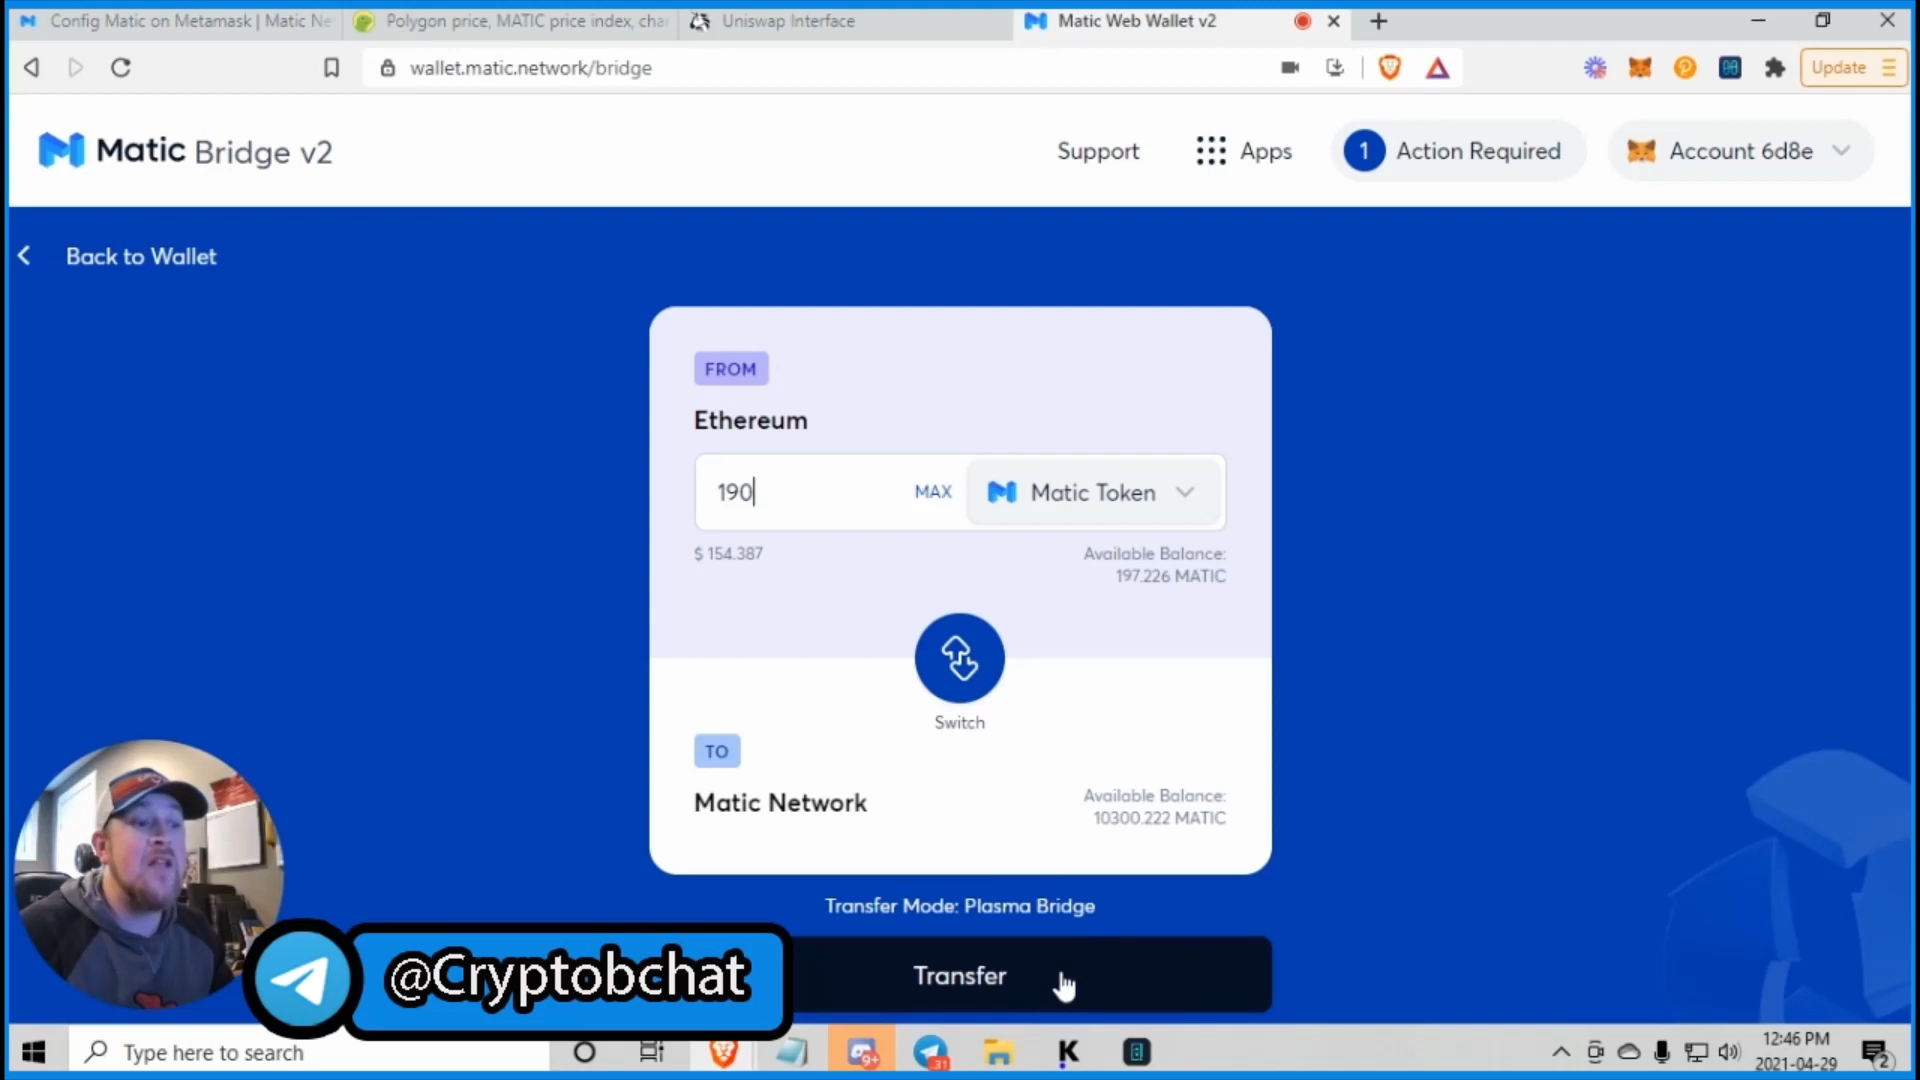 Config Matic on Metamask | Matic Ne
Polygon price, MATIC price index, cha
Uniswap Interface
Matic Web Wallet v2
wallet.matic.network/bridge
Update
Matic Bridge v2
Support
Apps
1 Action Required
Account 6d8e
Back to Wallet
FROM
Ethereum
190
MAX
Matic Token
$ 154.387
Available Balance:
197.226 MATIC
Switch
TO
Matic Network
Available Balance:
10300.222 MATIC
Transfer Mode: Plasma Bridge
Transfer
@Cryptobchat
Type here to search
9+
31
K
12:46 PM
2021-04-29
2